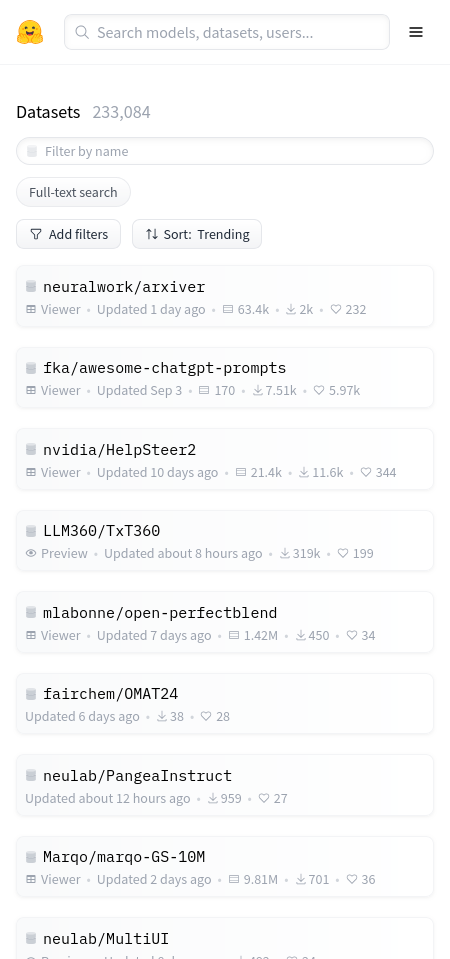 Search models, datasets, users...
Datasets 233,084
Filter by name
Full-text search
Add filters
Sort: Trending
neuralwork/arxiver
Viewer • Updated 1 day ago • 63.4k • 2k • 232
fka/awesome-chatgpt-prompts
Viewer • Updated Sep 3 • 170 • 7.51k • 5.97k
nvidia/HelpSteer2
Viewer • Updated 10 days ago • 21.4k • 11.6k • 344
LLM360/TxT360
Preview • Updated about 8 hours ago • 319k • 199
mlabonne/open-perfectblend
Viewer • Updated 7 days ago • 1.42M • 450 • 34
fairchem/OMAT24
Updated 6 days ago • 38 • 28
neulab/PangeaInstruct
Updated about 12 hours ago • 959 • 27
Marqo/marqo-GS-10M
Viewer • Updated 2 days ago • 9.81M • 701 • 36
neulab/MultiUI